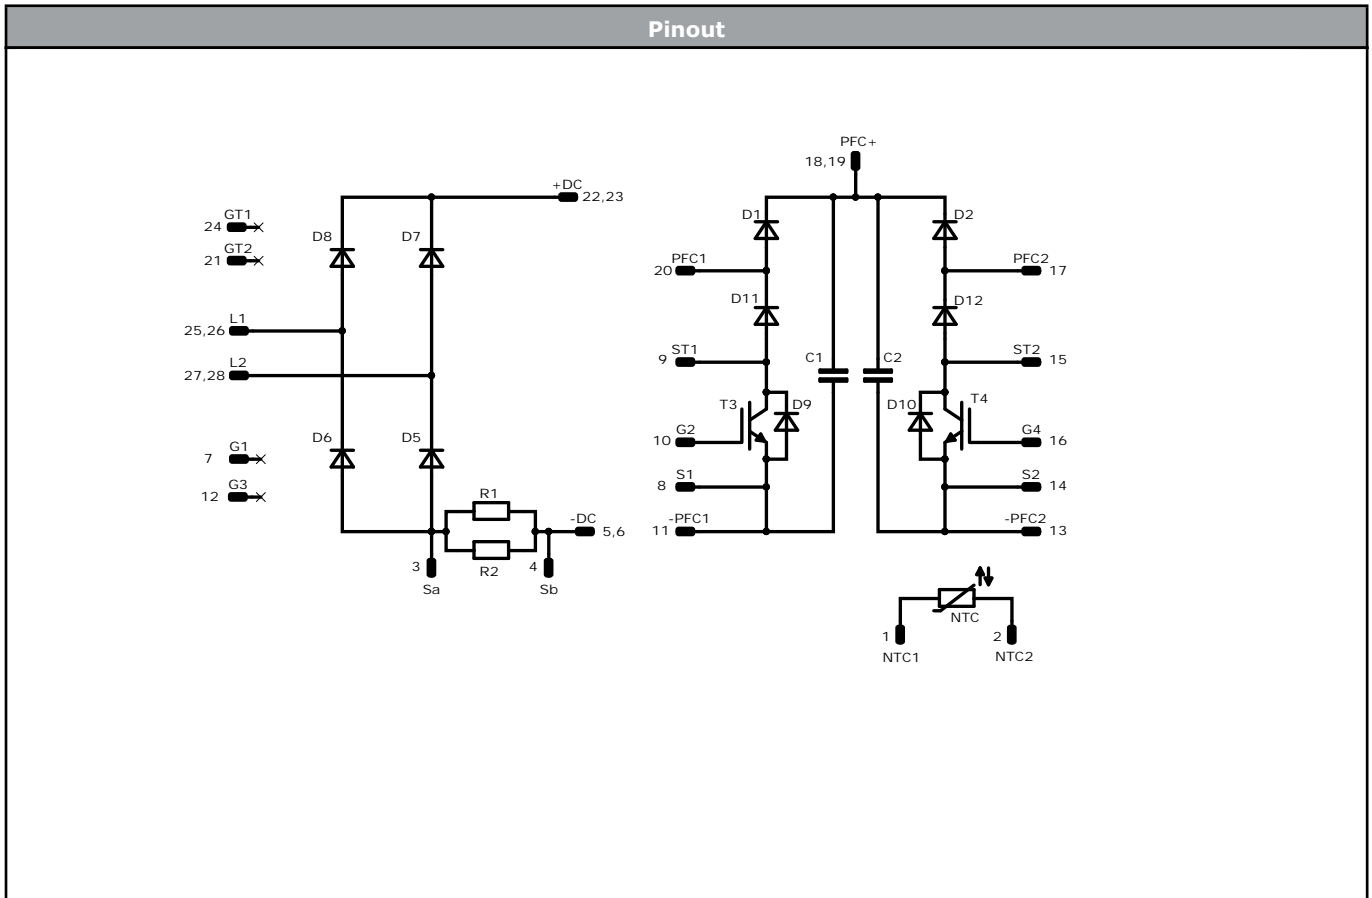 Pinout
PFC+
18,19
+DC
22,23
GT1
24
GT2
21
D8
D7
L1
25,26
L2
27,28
D6
D5
G1
7
G3
12
R1
R2
-DC
5,6
3
Sa
4
Sb
D1
D2
20
PFC1
PFC2
17
D11
D12
9
ST1
C1
C2
ST2
15
T3
D9
D10
T4
10
G2
G4
16
8
S1
S2
14
11
-PFC1
-PFC2
13
NTC
1
NTC1
2
NTC2